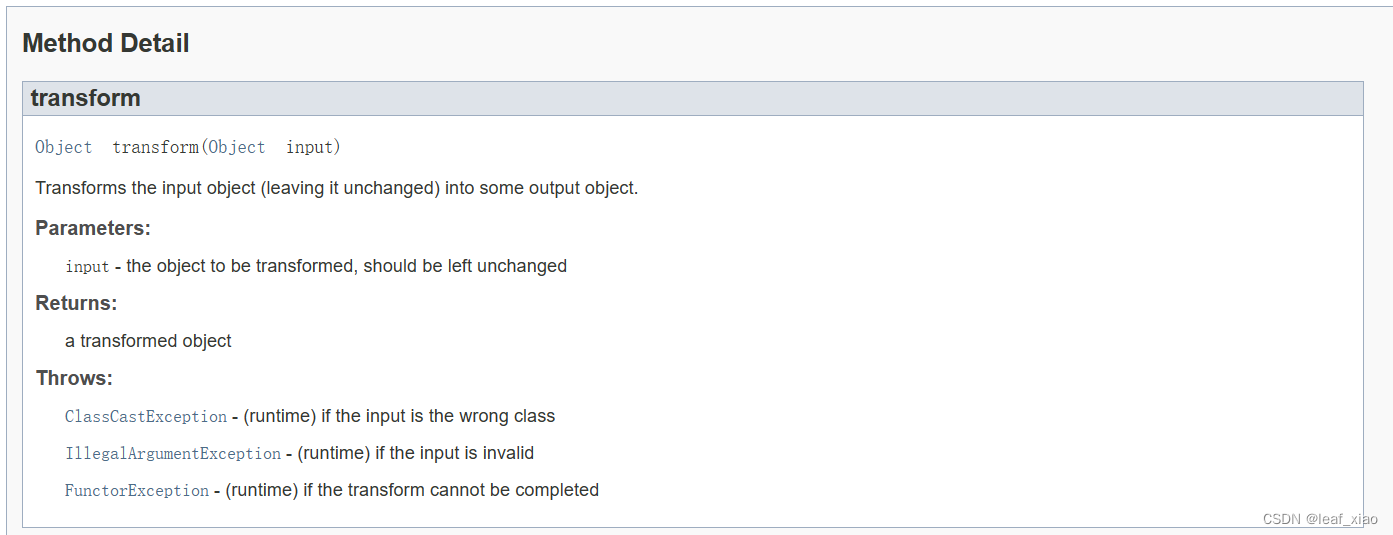 Method Detail
transform
Object transform(Object input)
Transforms the input object (leaving it unchanged) into some output object.
Parameters:
input - the object to be transformed, should be left unchanged
Returns:
a transformed object
Throws:
ClassCastException - (runtime) if the input is the wrong class
IllegalArgumentException - (runtime) if the input is invalid
FunctorException - (runtime) if the transform cannot be completed
CSDN @leaf_xiao